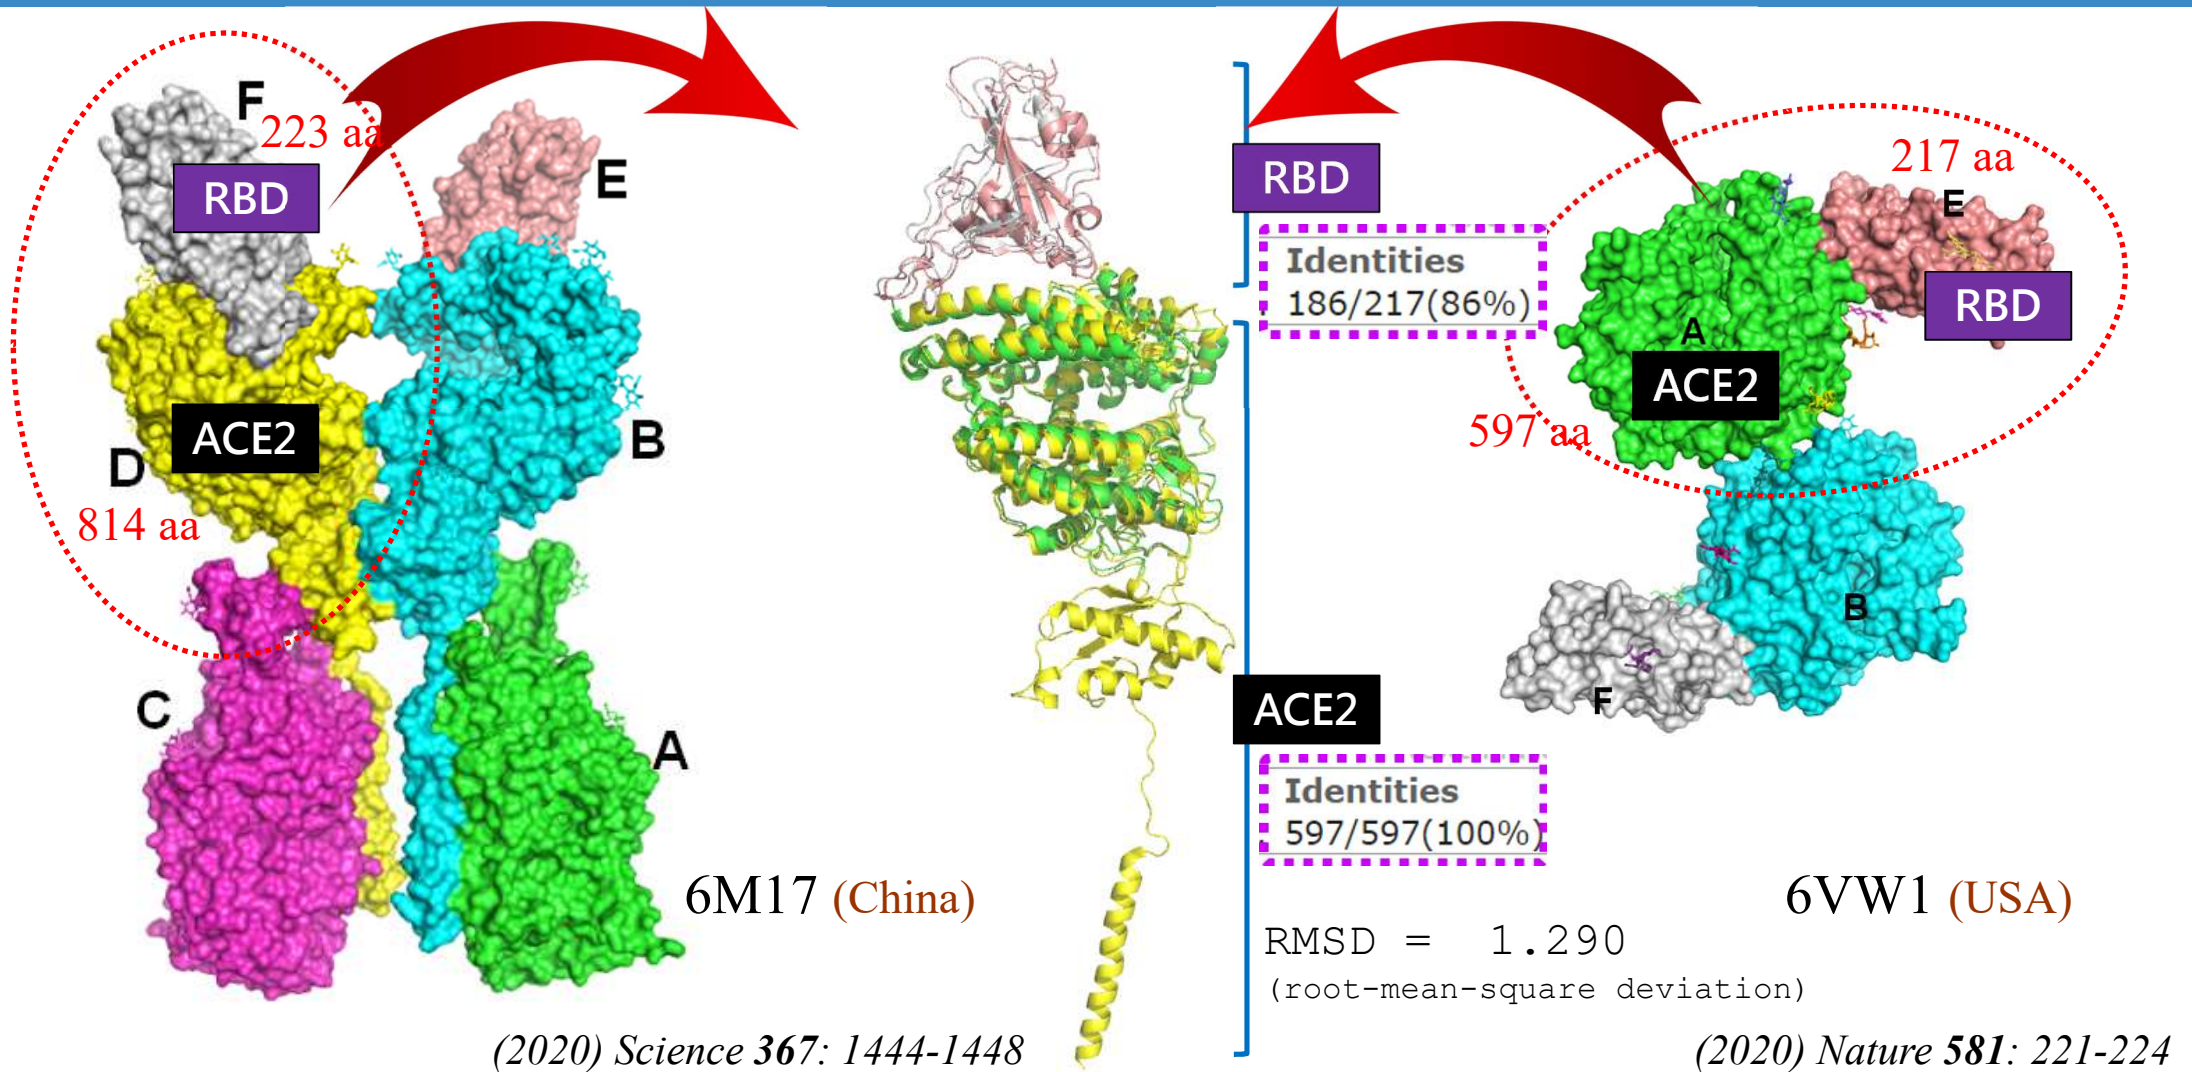 F
223 aa
RBD
E
ACE2
D
B
814 aa
C
A
6M17 (China)
(2020) Science 367: 1444-1448
RBD
Identities
186/217(86%)
ACE2
Identities
597/597(100%)
RMSD = 1.290
(root-mean-square deviation)
217 aa
E
RBD
A
ACE2
597 aa
B
F
6VW1 (USA)
(2020) Nature 581: 221-224